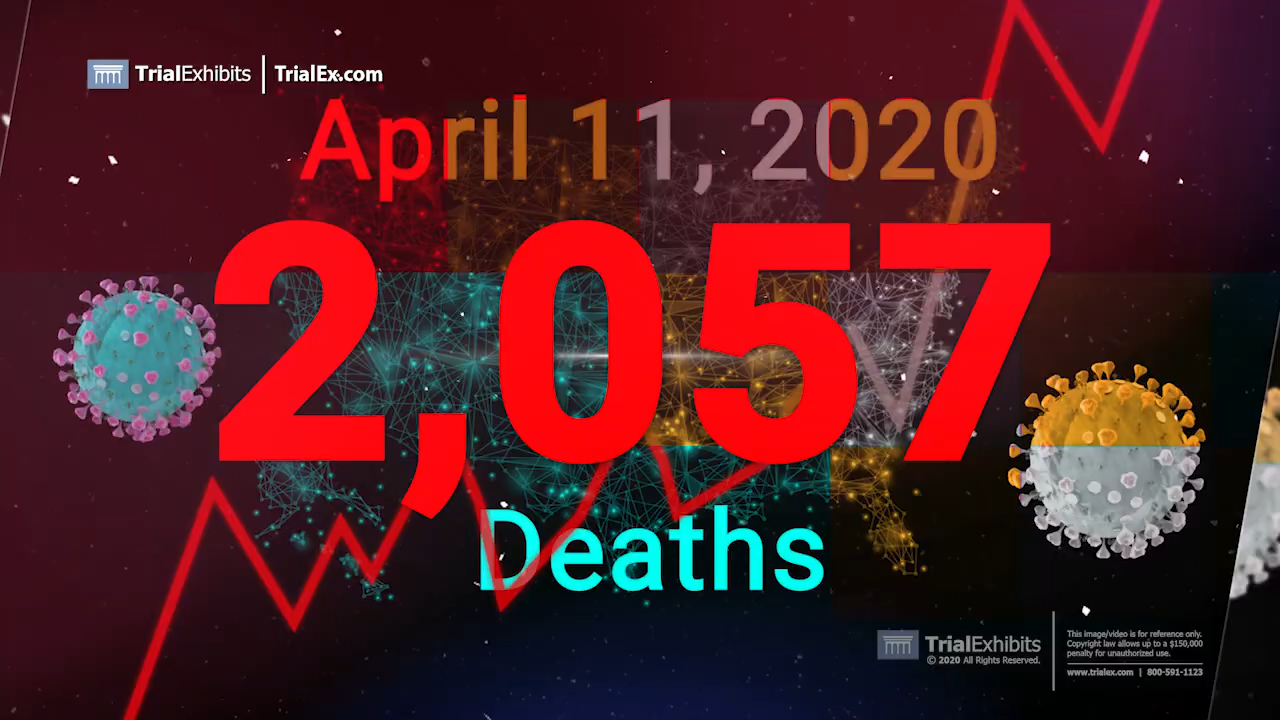 TrialExhibits | TrialEx.com
April 11, 2020
2,057
Deaths
TrialExhibits
© 2020 All Rights Reserved.
This image/video is for reference only.
Copyright law allows up to a $150,000
penalty for unauthorized use.
www.trialex.com | 800-591-1123